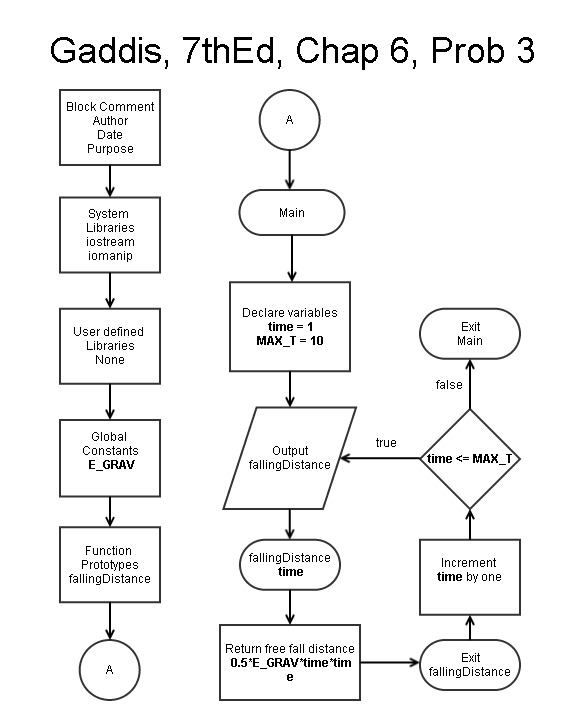 Gaddis, 7thEd, Chap 6, Prob 3
Block Comment
Author
Date
Purpose
System
Libraries
iostream
iomanip
User defined
Libraries
None
Global
Constants
E_GRAV
Function
Prototypes
fallingDistance
A
A
Main
Declare variables
time = 1
MAX_T = 10
Output
fallingDistance
fallingDistance
time
Return free fall distance
0.5*E_GRAV*time*tim
e
Exit
fallingDistance
Increment
time by one
time <= MAX_T
true
false
Exit
Main